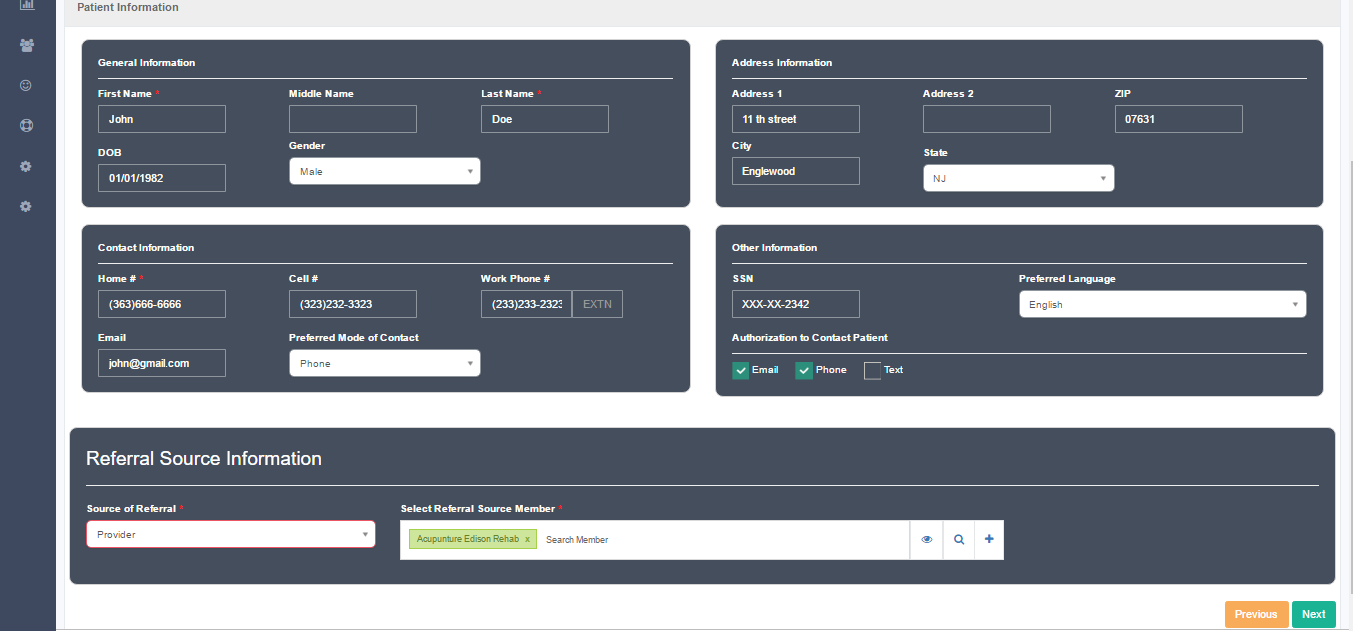 Patient Information
General Information
First Name *
Middle Name
Last Name *
John
Doe
DOB
Gender
01/01/1982
Male
Address Information
Address 1
Address 2
ZIP
11 th street
07631
City
State
Englewood
NJ
Contact Information
Home # *
Cell #
Work Phone #
(363)666-6666
(323)232-3323
(233)233-2323
EXTN
Email
Preferred Mode of Contact
john@gmail.com
Phone
Other Information
SSN
Preferred Language
XXX-XX-2342
English
Authorization to Contact Patient
Email
Phone
Text
Referral Source Information
Source of Referral *
Select Referral Source Member *
Provider
Acupunture Edison Rehab x
Search Member
Previous
Next